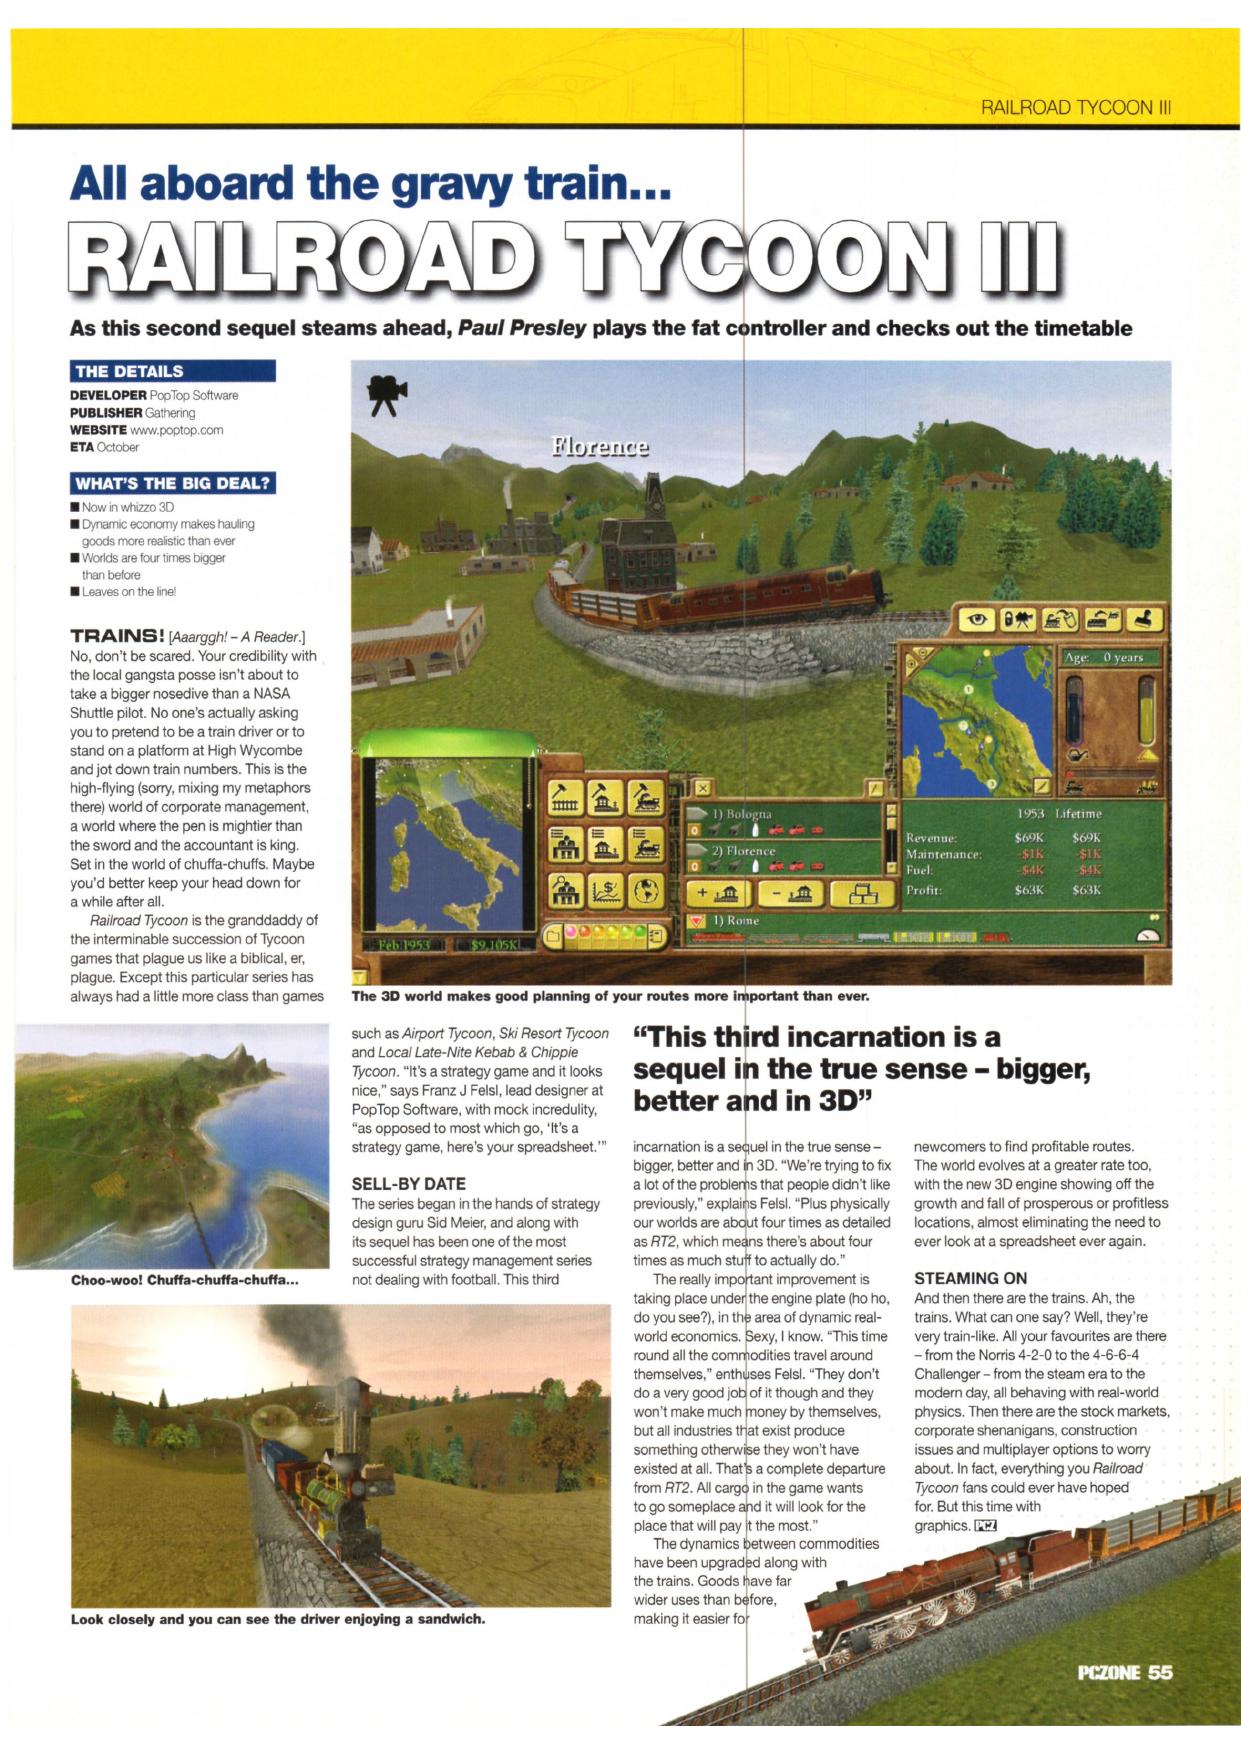 RAILROAD TYCOON III
All aboard the gravy train...
RAILROAD TYCOON III
As this second sequel steams ahead, Paul Presley plays the fat controller and checks out the timetable
THE DETAILS
DEVELOPER PopTop Software
PUBLISHER Gathering
WEBSITE www.poptop.com
ETA October
WHAT'S THE BIG DEAL?
■ Now in whizzo 3D
■ Dynamic economy makes hauling
goods more realistic than ever
■ Worlds are four times bigger
than before
■ Leaves on the line!
TRAINS! [Aaarggh! – A Reader.]
No, don't be scared. Your credibility with
the local gangsta posse isn't about to
take a bigger nosedive than a NASA
Shuttle pilot. No one's actually asking
you to pretend to be a train driver or to
stand on a platform at High Wycombe
and jot down train numbers. This is the
high-flying (sorry, mixing my metaphors
there) world of corporate management,
a world where the pen is mightier than
the sword and the accountant is king.
Set in the world of chuffa-chuffs. Maybe
you'd better keep your head down for
a while after all.
Railroad Tycoon is the granddaddy of
the interminable succession of Tycoon
games that plague us like a biblical, er,
plague. Except this particular series has
always had a little more class than games
Florence
Age: 0 years
1) Bologna
2) Florence
1953 Lifetime
Revenue: $69K $69K
Maintenance: -$1K -$1K
Fuel: -$4K -$4K
Profit: $63K $63K
1) Rome
Feb 1953 $9,105K
The 3D world makes good planning of your routes more important than ever.
Choo-woo! Chuffa-chuffa-chuffa...
such as Airport Tycoon, Ski Resort Tycoon
and Local Late-Nite Kebab & Chippie
Tycoon. "It's a strategy game and it looks
nice," says Franz J Felsl, lead designer at
PopTop Software, with mock incredulity,
"as opposed to most which go, 'It's a
strategy game, here's your spreadsheet.'"
SELL-BY DATE
The series began in the hands of strategy
design guru Sid Meier, and along with
its sequel has been one of the most
successful strategy management series
not dealing with football. This third
Look closely and you can see the driver enjoying a sandwich.
"This third incarnation is a
sequel in the true sense – bigger,
better and in 3D"
incarnation is a sequel in the true sense –
bigger, better and in 3D. "We're trying to fix
a lot of the problems that people didn't like
previously," explains Felsl. "Plus physically
our worlds are about four times as detailed
as RT2, which means there's about four
times as much stuff to actually do."
The really important improvement is
taking place under the engine plate (ho ho,
do you see?), in the area of dynamic real-
world economics. Sexy, I know. "This time
round all the commodities travel around
themselves," enthuses Felsl. "They don't
do a very good job of it though and they
won't make much money by themselves,
but all industries that exist produce
something otherwise they won't have
existed at all. That's a complete departure
from RT2. All cargo in the game wants
to go someplace and it will look for the
place that will pay it the most."
The dynamics between commodities
have been upgraded along with
the trains. Goods have far
wider uses than before,
making it easier for
newcomers to find profitable routes.
The world evolves at a greater rate too,
with the new 3D engine showing off the
growth and fall of prosperous or profitless
locations, almost eliminating the need to
ever look at a spreadsheet ever again.
STEAMING ON
And then there are the trains. Ah, the
trains. What can one say? Well, they're
very train-like. All your favourites are there
– from the Norris 4-2-0 to the 4-6-6-4
Challenger – from the steam era to the
modern day, all behaving with real-world
physics. Then there are the stock markets,
corporate shenanigans, construction
issues and multiplayer options to worry
about. In fact, everything you Railroad
Tycoon fans could ever have hoped
for. But this time with
graphics. PCZ
PCZONE 55